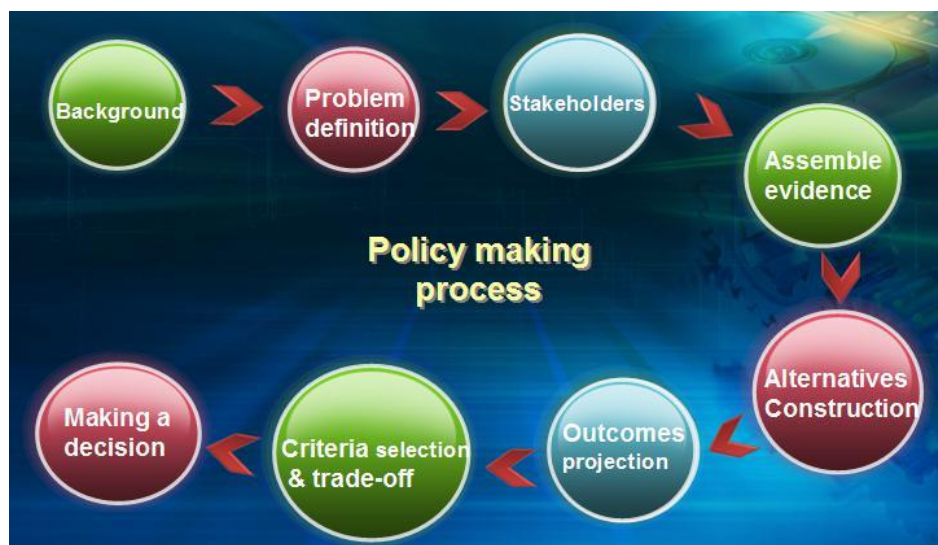 Background
Problem
definition
Stakeholders
Assemble
evidence
Policy making
process
Alternatives
Construction
Outcomes
projection
Criteria selection
& trade-off
Making a
decision